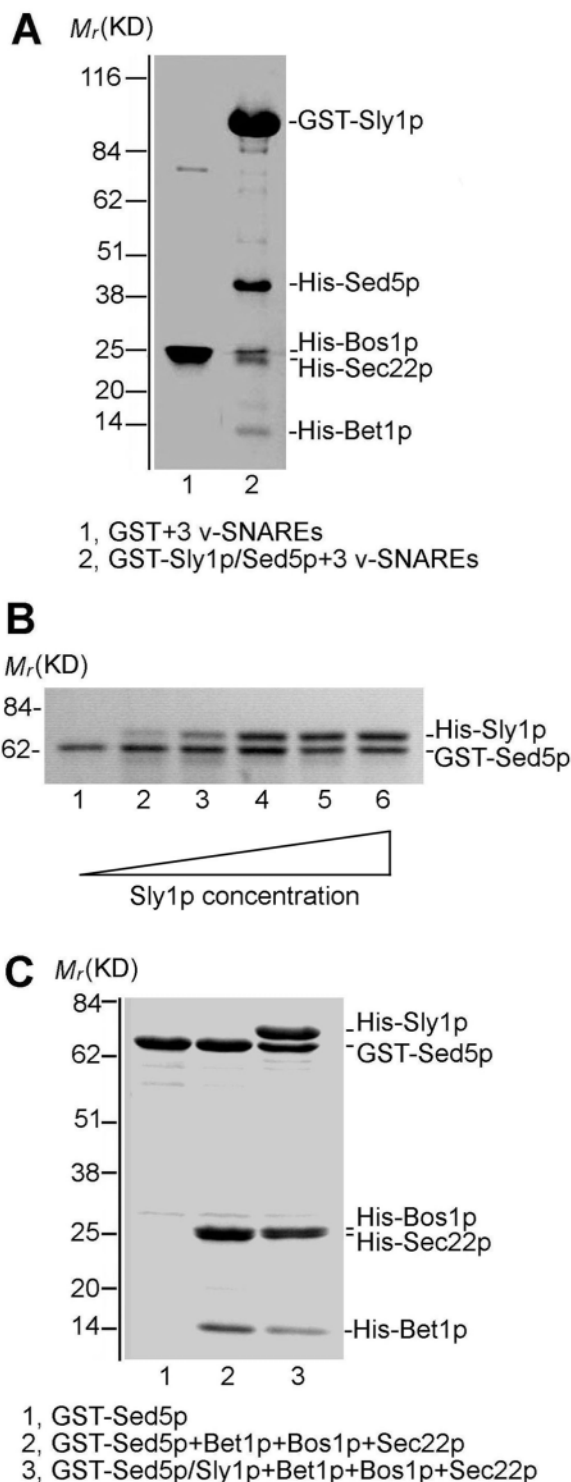 A
Mr(KD)
116
84
62
51
38
25
20
14
-GST-Sly1p
-His-Sed5p
His-Bos1p
His-Sec22p
-His-Bet1p
1 2
1, GST+3 v-SNAREs
2, GST-Sly1p/Sed5p+3 v-SNAREs
B
Mr(KD)
84-
62-
His-Sly1p
GST-Sed5p
1 2 3 4 5 6
Sly1p concentration
C
Mr(KD)
84
62
51
38
25
20
14
His-Sly1p
GST-Sed5p
His-Bos1p
His-Sec22p
-His-Bet1p
1 2 3
1, GST-Sed5p
2, GST-Sed5p+Bet1p+Bos1p+Sec22p
3, GST-Sed5p/Sly1p+Bet1p+Bos1p+Sec22p